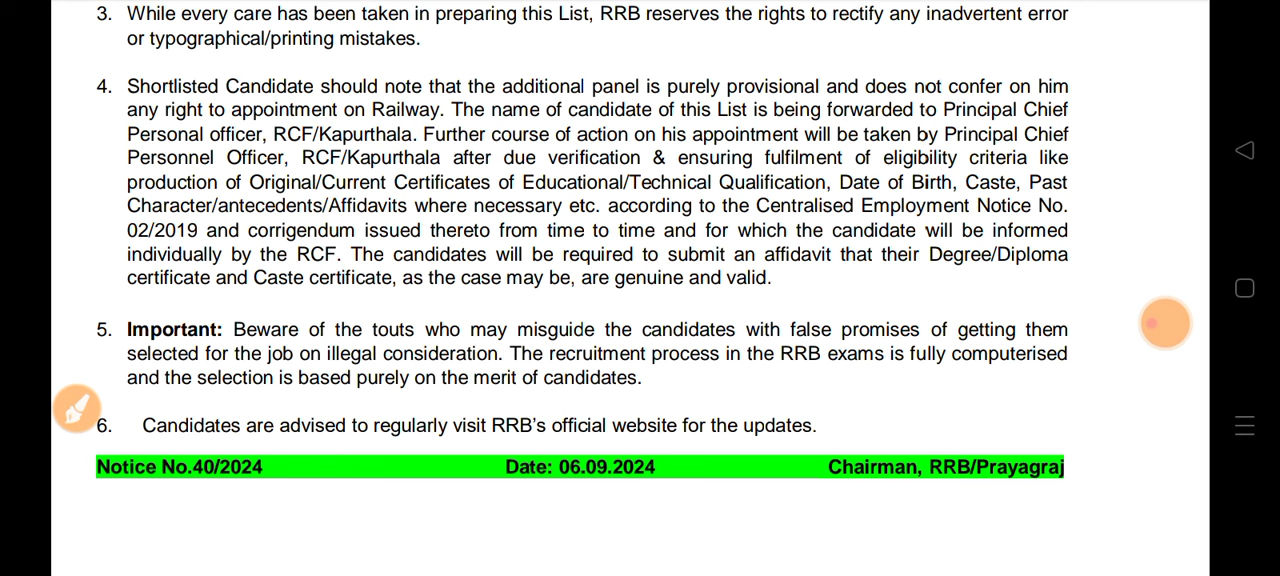 3. While every care has been taken in preparing this List, RRB reserves the rights to rectify any inadvertent error
or typographical/printing mistakes.
4. Shortlisted Candidate should note that the additional panel is purely provisional and does not confer on him
any right to appointment on Railway. The name of candidate of this List is being forwarded to Principal Chief
Personal officer, RCF/Kapurthala. Further course of action on his appointment will be taken by Principal Chief
Personnel Officer, RCF/Kapurthala after due verification & ensuring fulfilment of eligibility criteria like
production of Original/Current Certificates of Educational/Technical Qualification, Date of Birth, Caste, Past
Character/antecedents/Affidavits where necessary etc. according to the Centralised Employment Notice No.
02/2019 and corrigendum issued thereto from time to time and for which the candidate will be informed
individually by the RCF. The candidates will be required to submit an affidavit that their Degree/Diploma
certificate and Caste certificate, as the case may be, are genuine and valid.
5. Important: Beware of the touts who may misguide the candidates with false promises of getting them
selected for the job on illegal consideration. The recruitment process in the RRB exams is fully computerised
and the selection is based purely on the merit of candidates.
6. Candidates are advised to regularly visit RRB’s official website for the updates.
Notice No.40/2024 Date: 06.09.2024 Chairman, RRB/Prayagraj